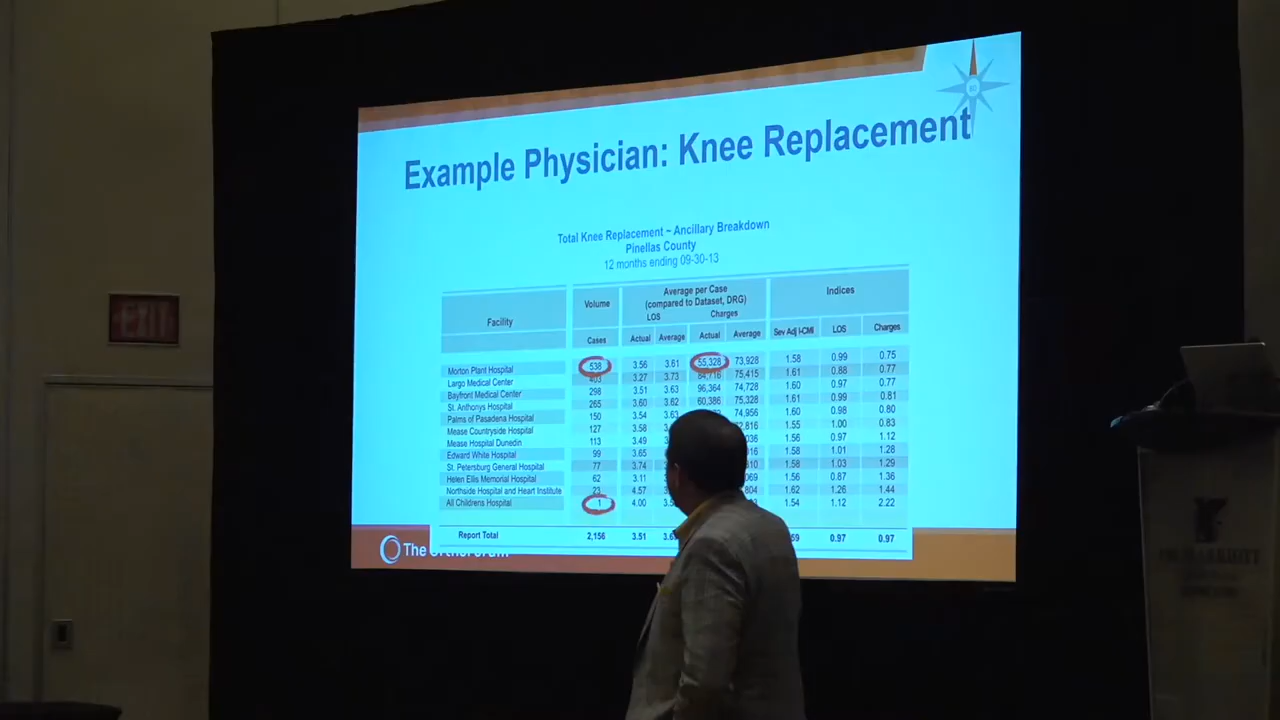 EXIT
Example Physician: Knee Replacement
Total Knee Replacement ~ Ancillary Breakdown
Pinellas County
12 months ending 09-30-13
Facility Volume Average per Case Indices
(compared to Dataset, DRG)
LOS Charges
Cases Actual Average Actual Average Sev Adj I-CMI LOS Charges
Morton Plant Hospital 538 3.56 3.61 55,328 73,928 1.58 0.99 0.75
Largo Medical Center 403 3.27 3.73 84,716 75,415 1.61 0.88 0.77
Bayfront Medical Center 298 3.51 3.63 96,364 74,728 1.60 0.97 0.77
St. Anthonys Hospital 265 3.60 3.62 60,386 75,328 1.61 0.99 0.81
Palms of Pasadena Hospital 150 3.54 3.63 74,956 1.60 0.98 0.80
Mease Countryside Hospital 127 3.58 1.55 1.00 0.83
Mease Hospital Dunedin 113 3.49 1.56 0.97 1.12
Edward White Hospital 99 3.65 1.58 1.01 1.28
St. Petersburg General Hospital 77 3.74 1.58 1.03 1.29
Helen Ellis Memorial Hospital 62 3.11 1.56 0.87 1.36
Northside Hospital and Heart Institute 23 4.57 1.62 1.26 1.44
All Childrens Hospital 1 4.00 1.54 1.12 2.22
Report Total 2,156 3.51 0.97 0.97
The OrthoForum